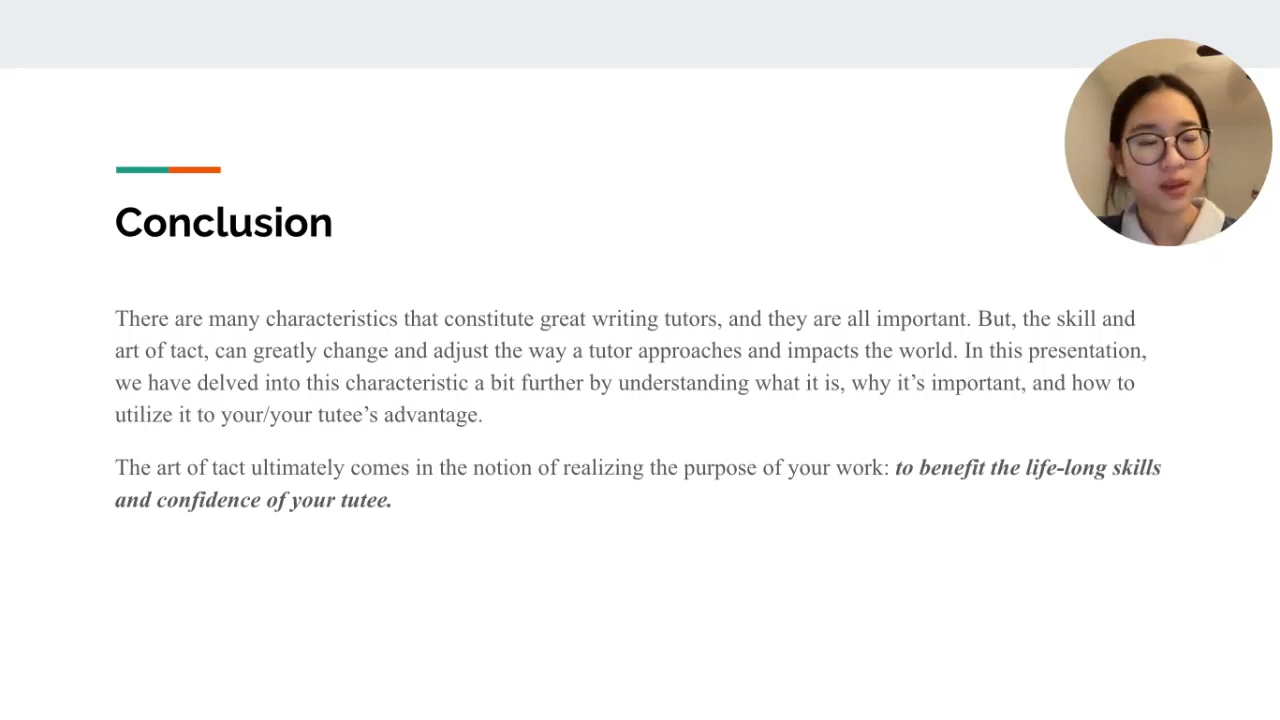 Conclusion
There are many characteristics that constitute great writing tutors, and they are all important. But, the skill and
art of tact, can greatly change and adjust the way a tutor approaches and impacts the world. In this presentation,
we have delved into this characteristic a bit further by understanding what it is, why it’s important, and how to
utilize it to your/your tutee’s advantage.
The art of tact ultimately comes in the notion of realizing the purpose of your work: to benefit the life-long skills
and confidence of your tutee.